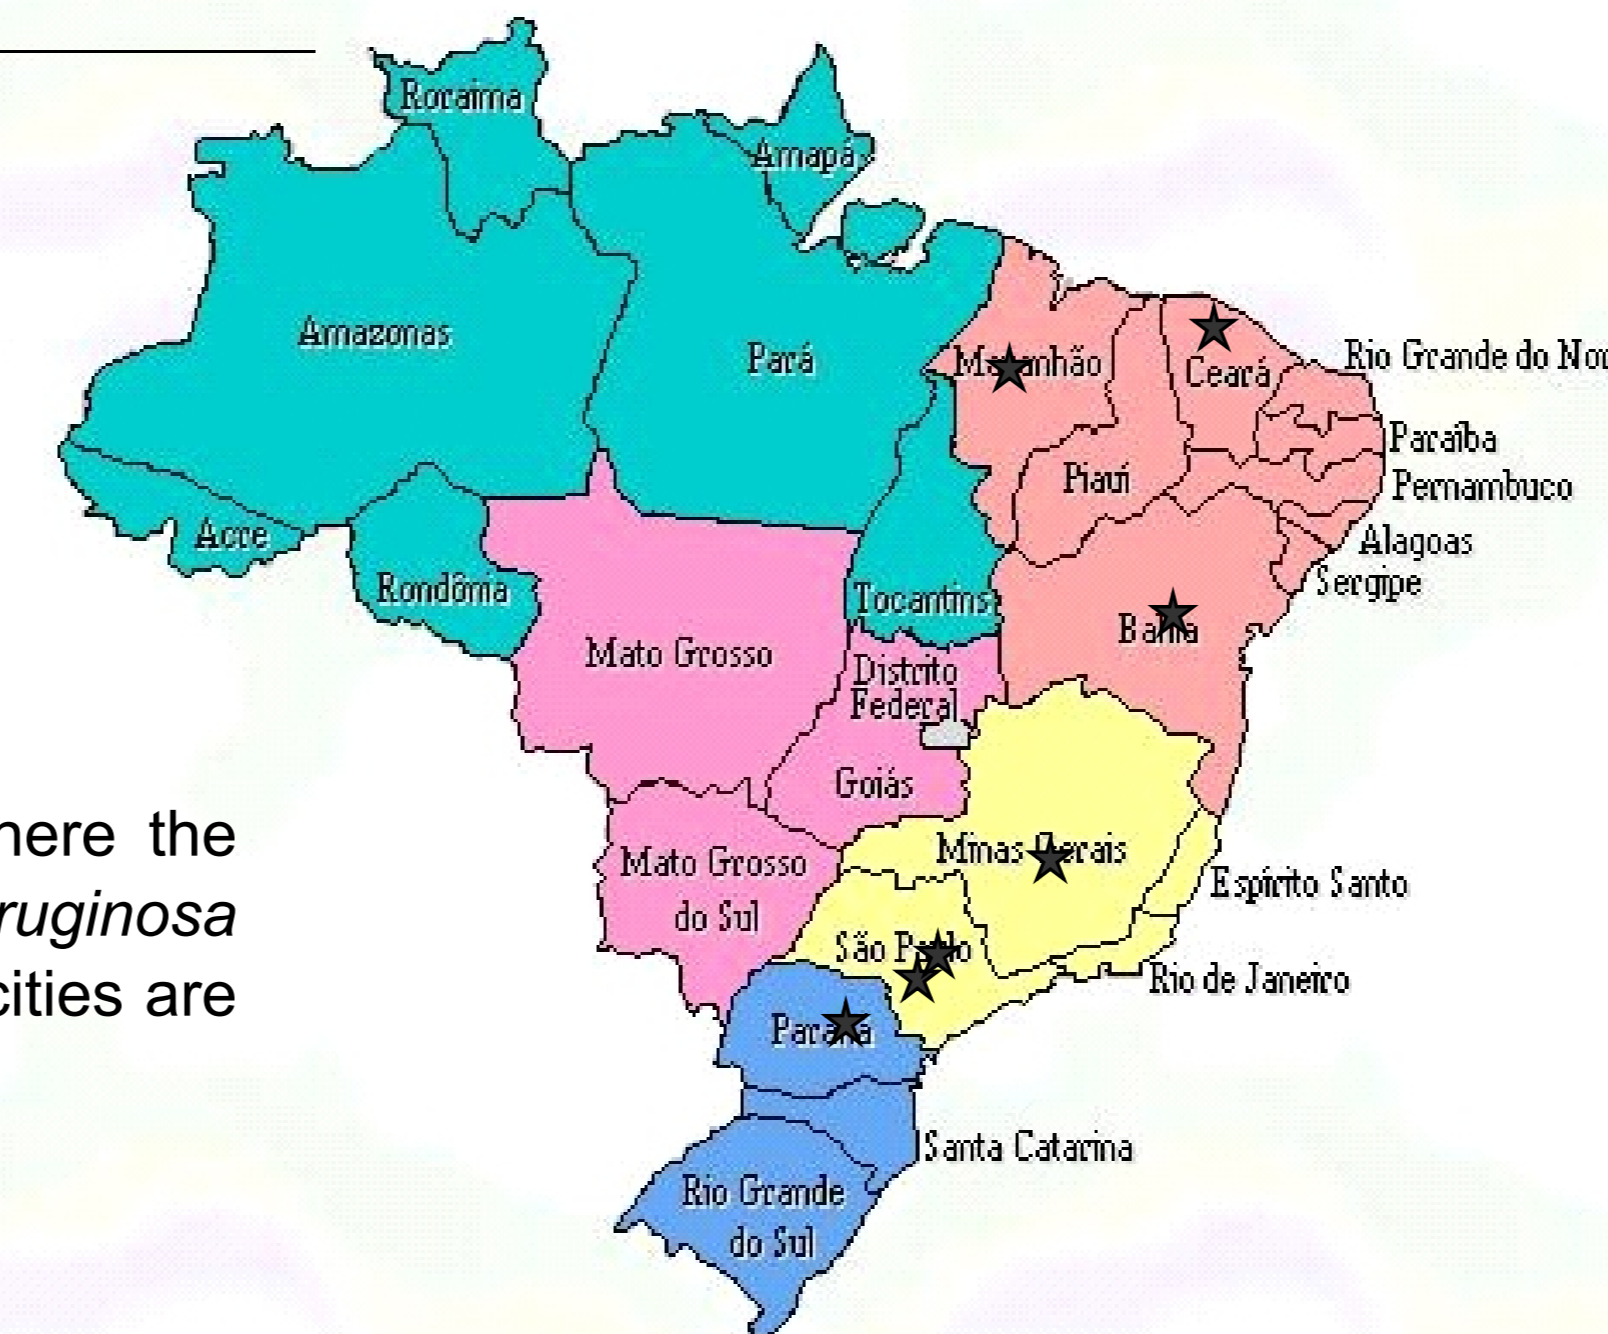 Roraima
Amapá
Amazonas
Pará
Maranhão
Ceará
Rio Grande do Nor
Paraíba
Piauí
Pernambuco
Acre
Alagoas
Rondônia
Tocantins
Sergipe
Bahia
Mato Grosso
Distrito
Federal
Goiás
here the
Minas Gerais
Mato Grosso
do Sul
Espírito Santo
ruginosa
São Paulo
Rio de Janeiro
cities are
Paraná
Santa Catarina
Rio Grande
do Sul